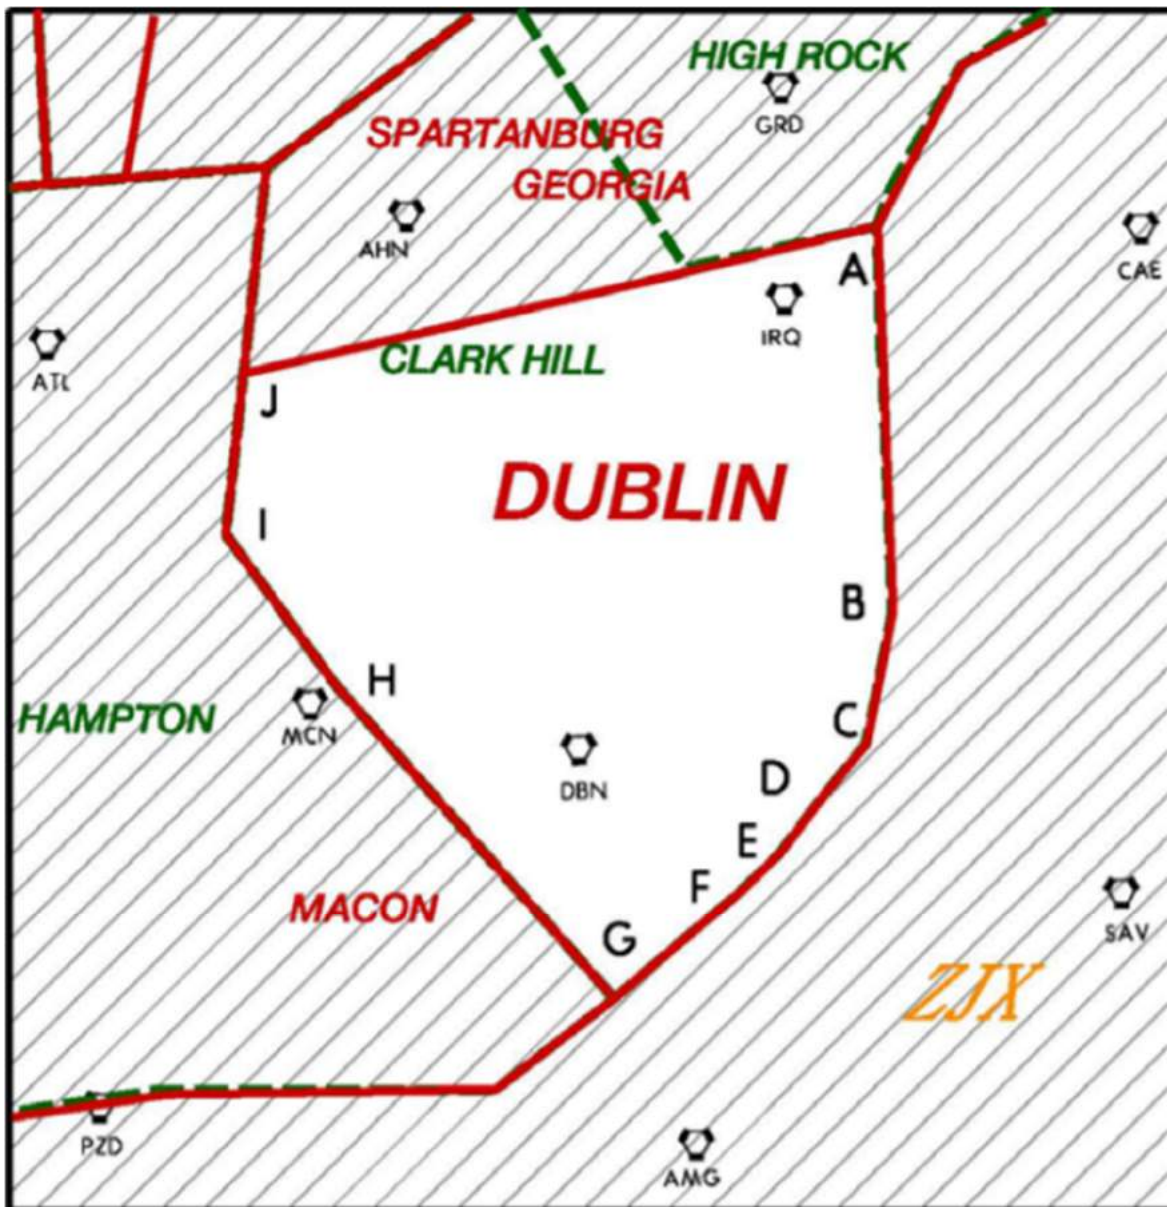 HIGH ROCK
GRD
SPARTANBURG
GEORGIA
AHN
CAE
A
IRQ
ATL
CLARK HILL
J
DUBLIN
I
B
H
HAMPTON
MCN
C
DBN
D
E
F
MACON
G
SAV
ZJX
PZD
AMG